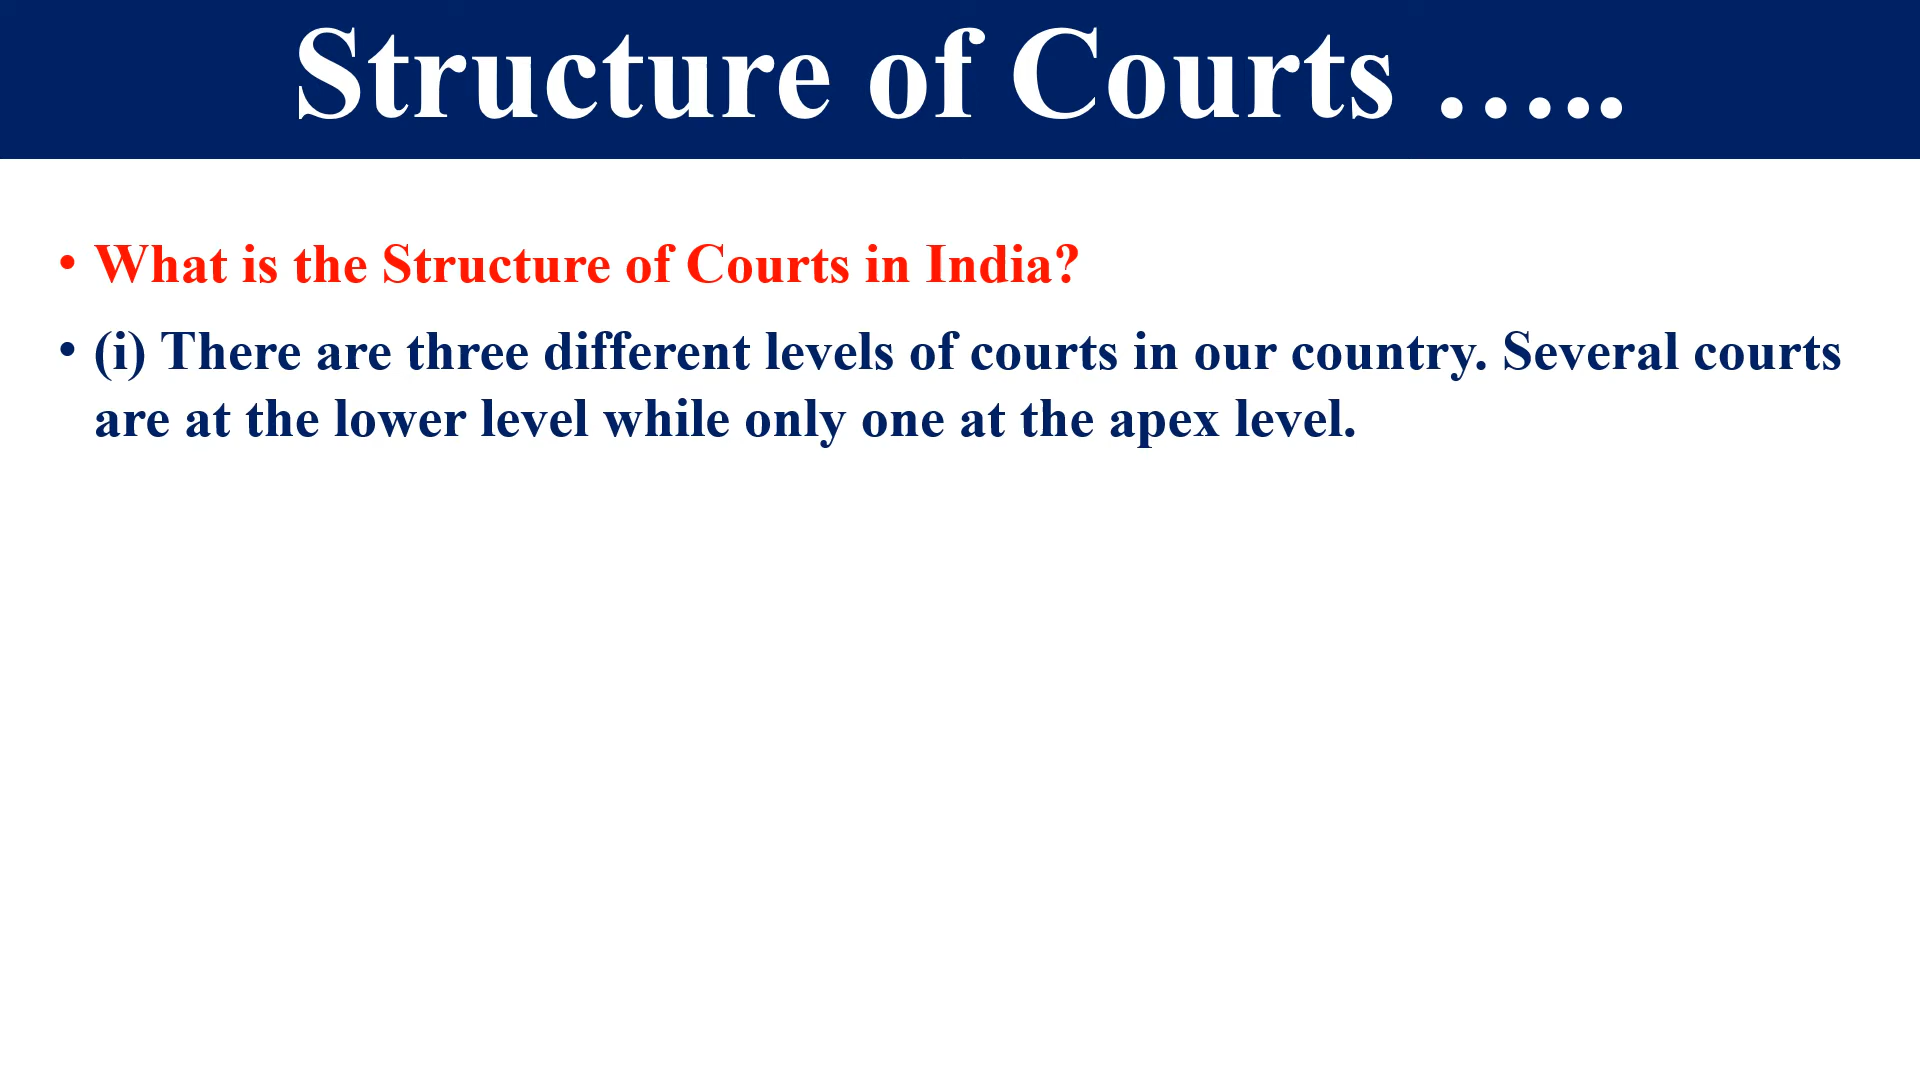 Structure of Courts …..
• What is the Structure of Courts in India?
• (i) There are three different levels of courts in our country. Several courts
are at the lower level while only one at the apex level.